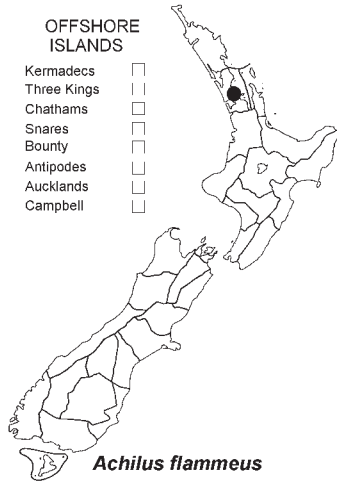 OFFSHORE
ISLANDS
Kermadecs
Three Kings
Chathams
Snares
Bounty
Antipodes
Aucklands
Campbell
Achilus flammeus